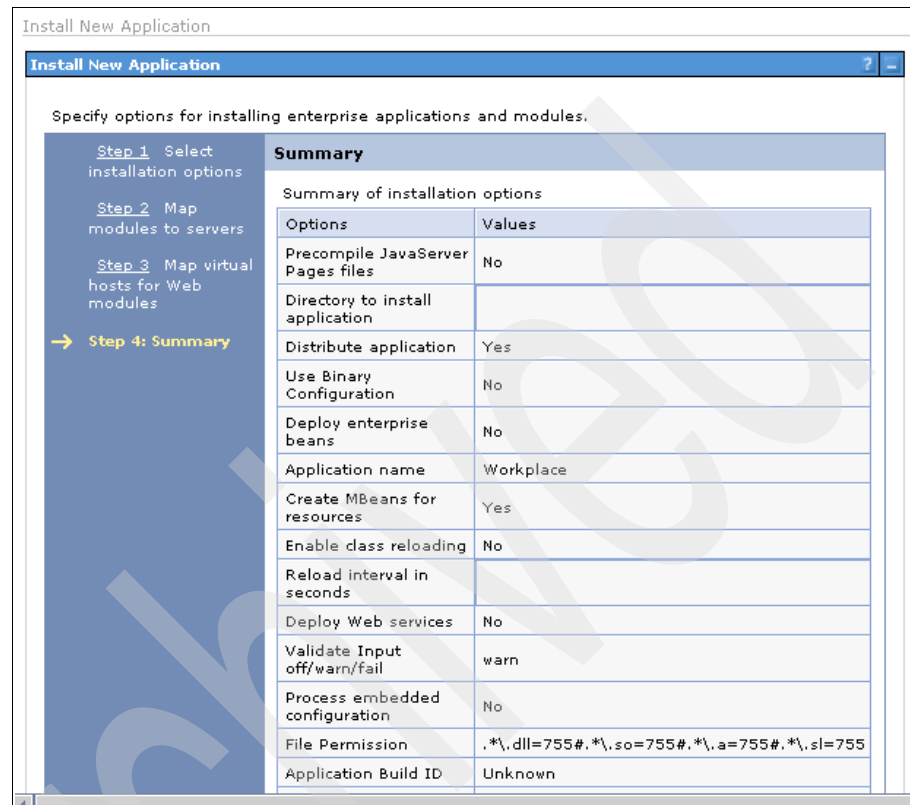 Install New Application
Install New Application
? _
Specify options for installing enterprise applications and modules.
Step 1 Select
installation options
Step 2 Map
modules to servers
Step 3 Map virtual
hosts for Web
modules
→ Step 4: Summary
Summary
Summary of installation options
Options Values
Precompile JavaServer
Pages files
No
Directory to install
application
Distribute application Yes
Use Binary
Configuration
No
Deploy enterprise
beans
No
Application name Workplace
Create MBeans for
resources
Yes
Enable class reloading No
Reload interval in
seconds
Deploy Web services No
Validate Input
off/warn/fail
warn
Process embedded
configuration
No
File Permission .*\.dll=755#.*\.so=755#.*\.a=755#.*\.sl=755
Application Build ID Unknown
chived